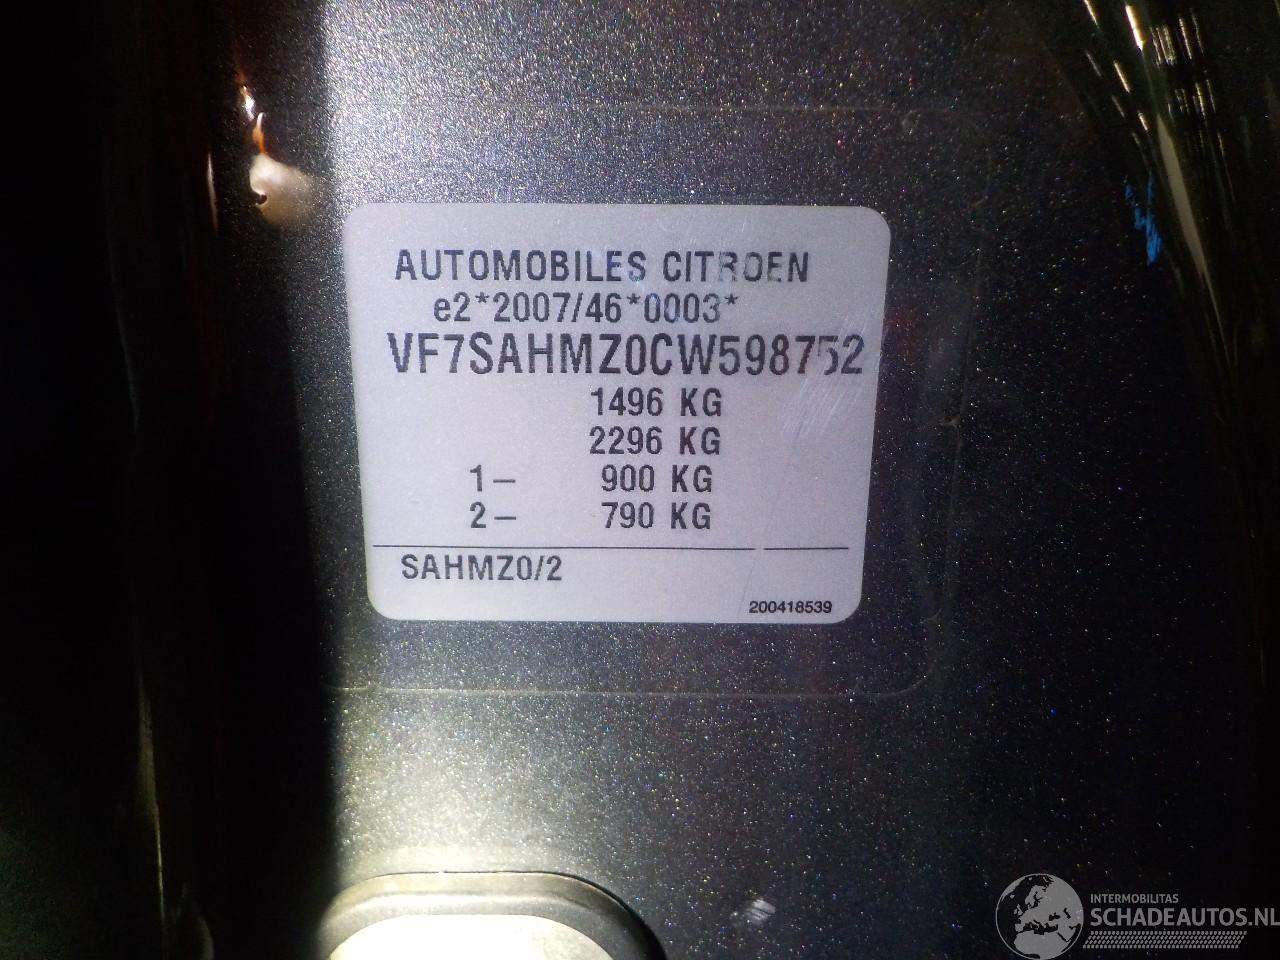 AUTOMOBILES CITROEN
e2*2007/46*0003*
VF7SAHMZ0CW598752
1496 KG
2296 KG
1- 900 KG
2- 790 KG
SAHMZ0/2
200418539
INTERMOBILITAS
SCHADEAUTOS.NL